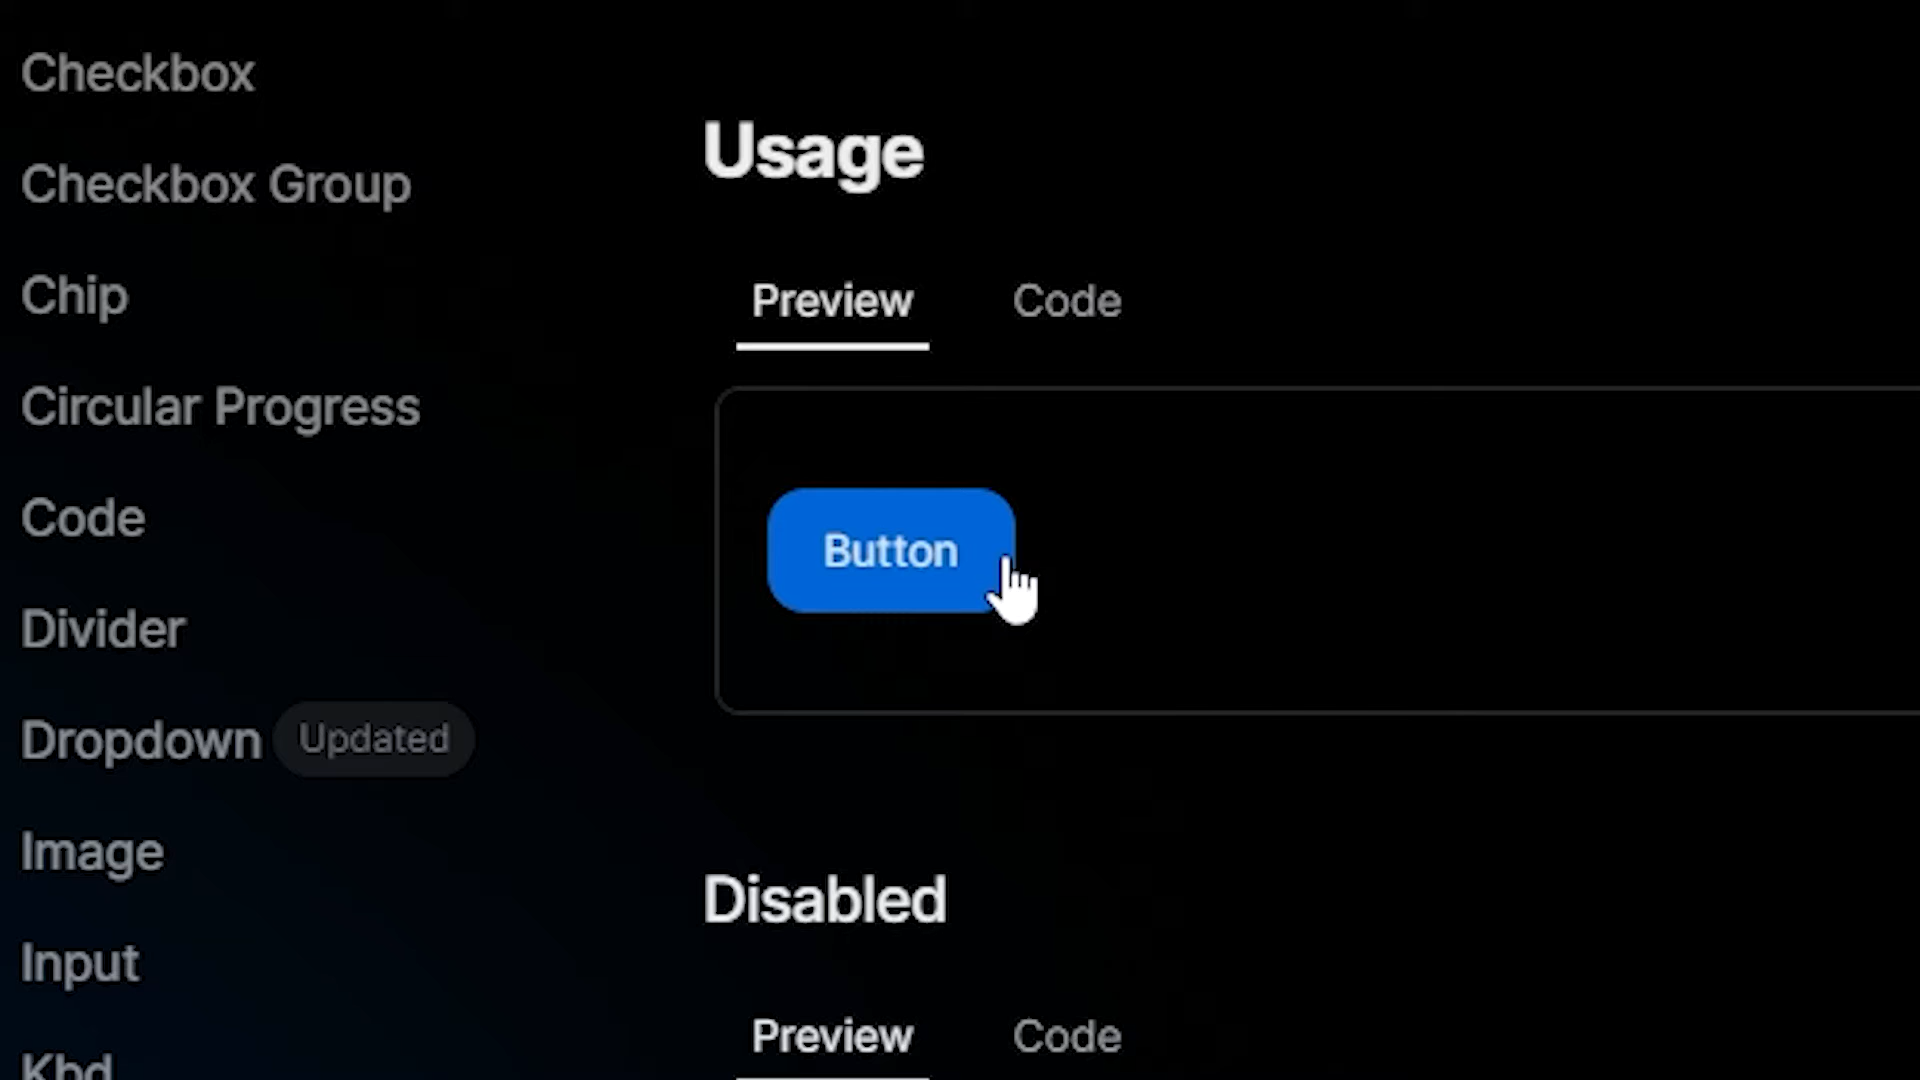 Checkbox
Checkbox Group
Chip
Circular Progress
Code
Divider
Dropdown Updated
Image
Input
Kbd
Usage
Preview Code
Button
Disabled
Preview Code